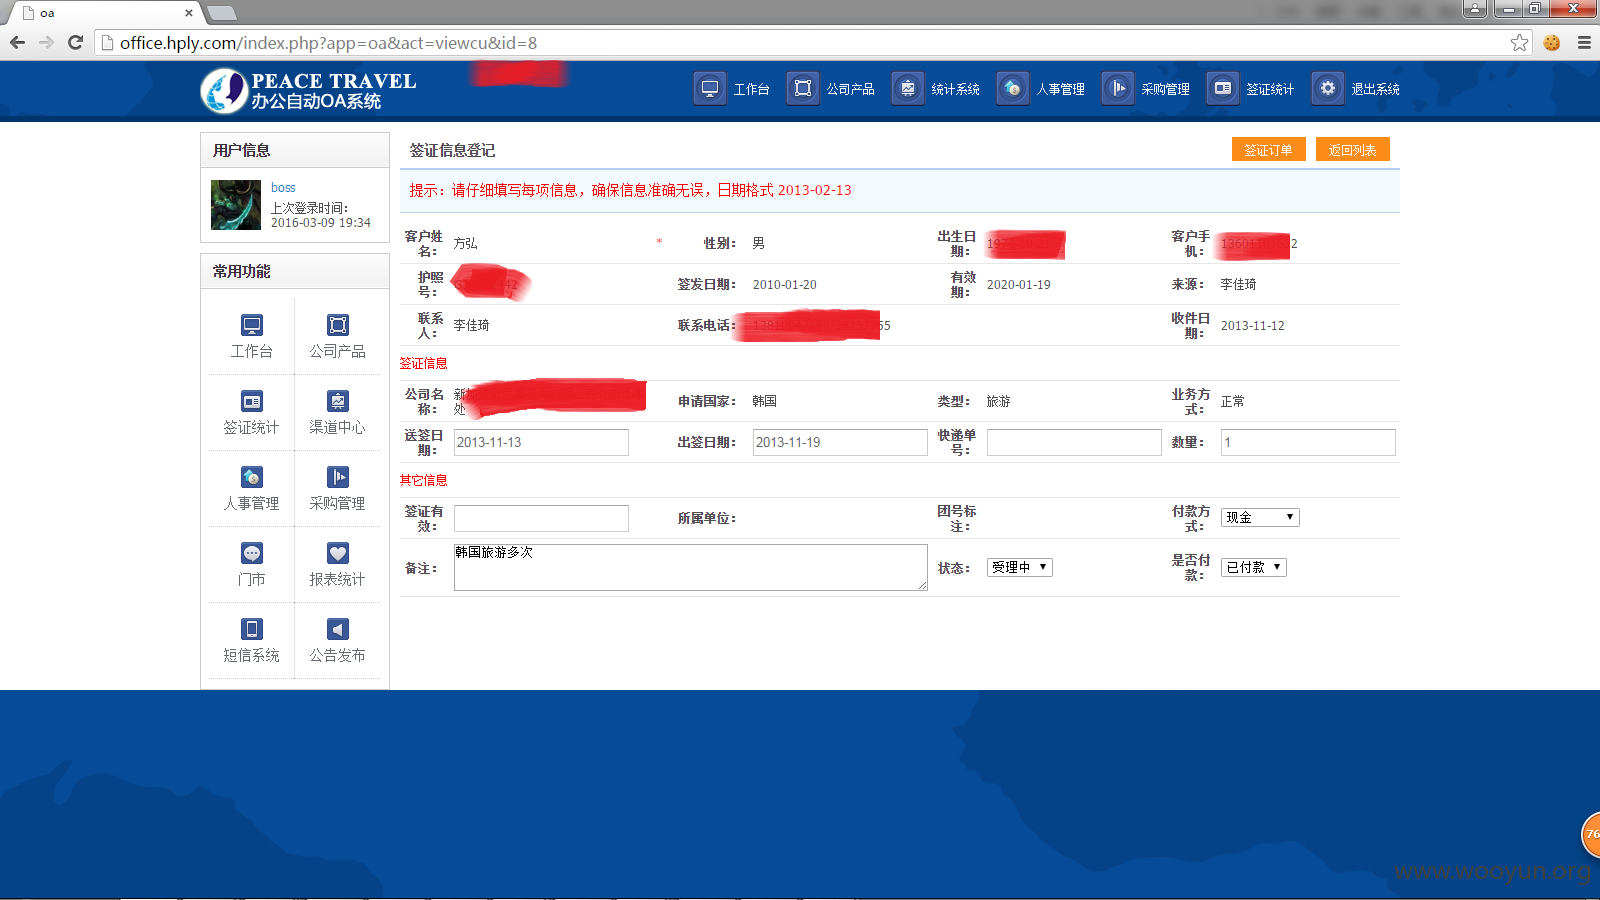 oa
office.hply.com/index.php?app=oa&act=viewcu&id=8
PEACE TRAVEL
办公自动OA系统
工作台 公司产品 统计系统 人事管理 采购管理 签证统计 退出系统
用户信息
boss
上次登录时间：
2016-03-09 19:34
常用功能
工作台 公司产品
签证统计 渠道中心
人事管理 采购管理
门市 报表统计
短信系统 公告发布
签证信息登记 签证订单 返回列表
提示：请仔细填写每项信息，确保信息准确无误，日期格式 2013-02-13
客户姓名： 方弘 * 性别： 男 出生日期： 客户手机： 2
护照号： 签发日期： 2010-01-20 有效期： 2020-01-19 来源： 李佳琦
联系人： 李佳琦 联系电话： 55 收件日期： 2013-11-12
签证信息
公司名称： 新 处 申请国家： 韩国 类型： 旅游 业务方式： 正常
送签日期： 2013-11-13 出签日期： 2013-11-19 快递单号： 数量： 1
其它信息
签证有效： 所属单位： 团号标注： 付款方式： 现金
备注： 韩国旅游多次 状态： 受理中 是否付款： 已付款
76
www.wooyun.org